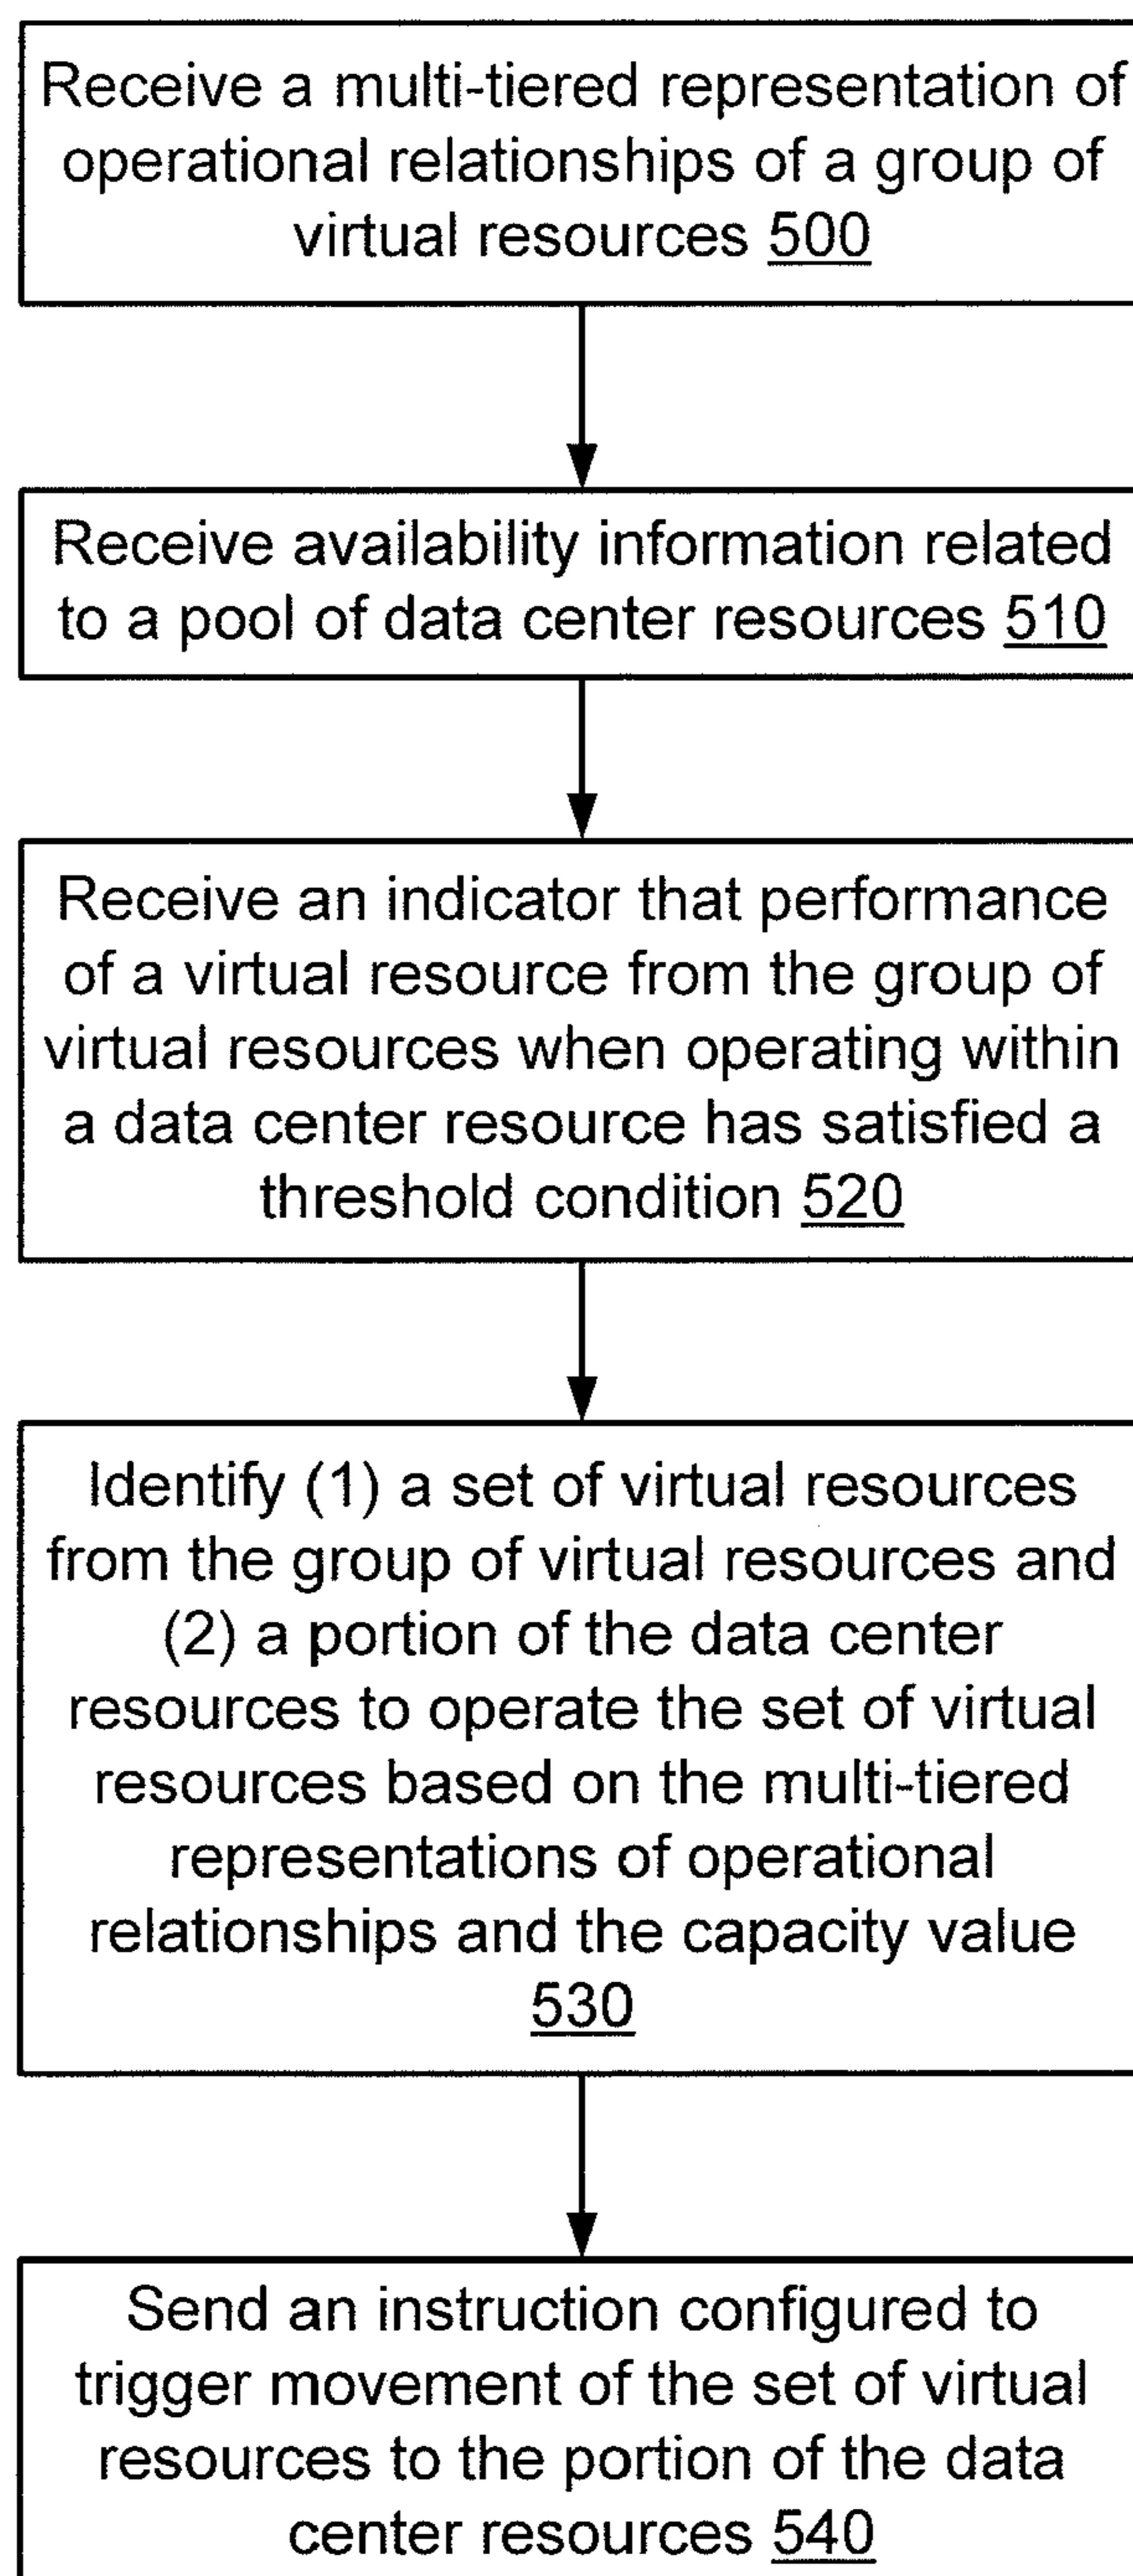 Receive a multi-tiered representation of
operational relationships of a group of
virtual resources 500
Receive availability information related
to a pool of data center resources 510
Receive an indicator that performance
of a virtual resource from the group of
virtual resources when operating within
a data center resource has satisfied a
threshold condition 520
Identify (1) a set of virtual resources
from the group of virtual resources and
(2) a portion of the data center
resources to operate the set of virtual
resources based on the multi-tiered
representations of operational
relationships and the capacity value
530
Send an instruction configured to
trigger movement of the set of virtual
resources to the portion of the data
center resources 540